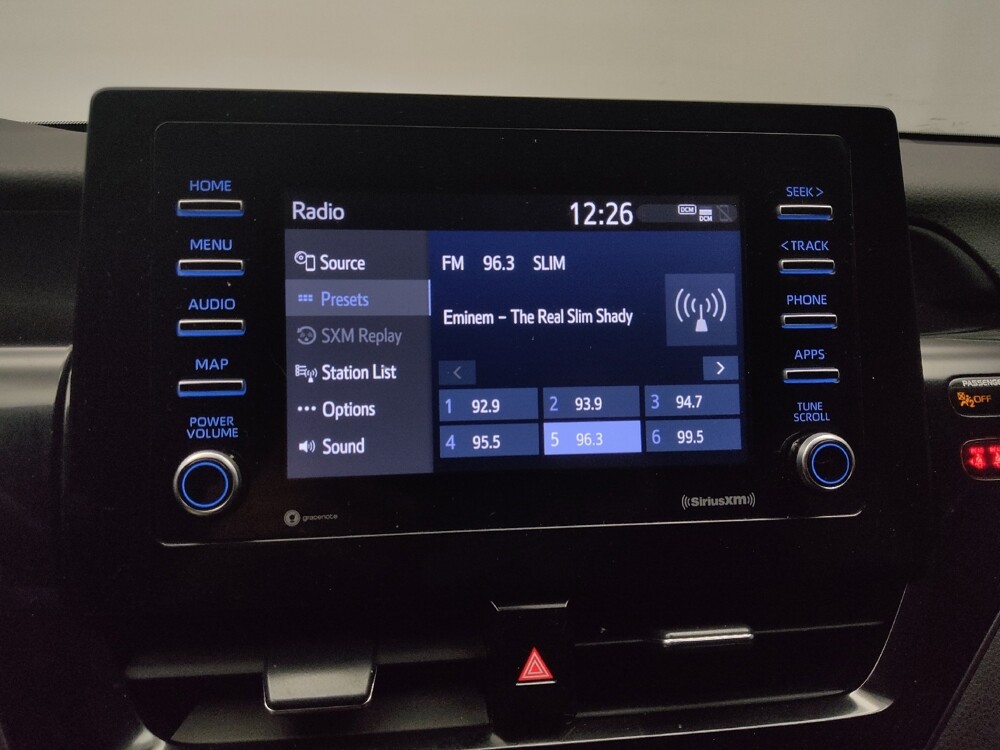 HOME
MENU
AUDIO
MAP
POWER
VOLUME
Radio
12:26
DCM
DCM
Source
Presets
SXM Replay
Station List
Options
Sound
FM 96.3 SLIM
Eminem – The Real Slim Shady
<
>
1 92.9
2 93.9
3 94.7
4 95.5
5 96.3
6 99.5
SEEK >
< TRACK
PHONE
APPS
TUNE
SCROLL
gracenote
((SiriusXM))
PASSENGE
OFF